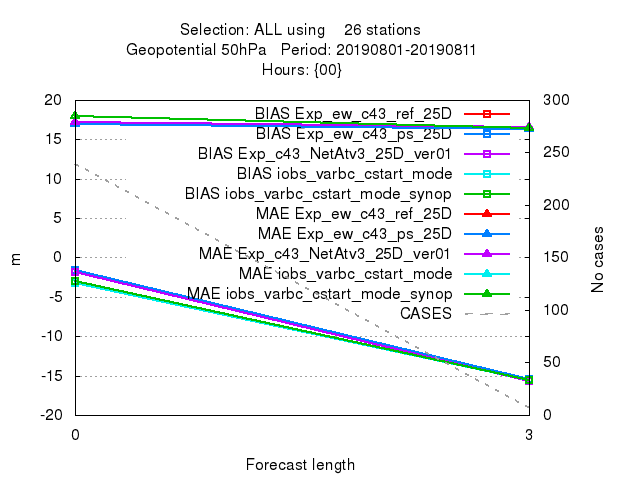 Selection: ALL using 26 stations
Geopotential 50hPa Period: 20190801-20190811
Hours: {00}
20 300
BIAS Exp_ew_c43_ref_25D
15 BIAS Exp_ew_c43_ps_25D
250
BIAS Exp_c43_NetAtv3_25D_ver01
10 BIAS iobs_varbc_cstart_mode
BIAS iobs_varbc_cstart_mode_synop
200
5 MAE Exp_ew_c43_ref_25D
MAE Exp_ew_c43_ps_25D
m 0 MAE Exp_c43_NetAtv3_25D_ver01 150 No cases
MAE iobs_varbc_cstart_mode
-5 MAE iobs_varbc_cstart_mode_synop
CASES 100
-10
50
-15
-20 0
0 3
Forecast length